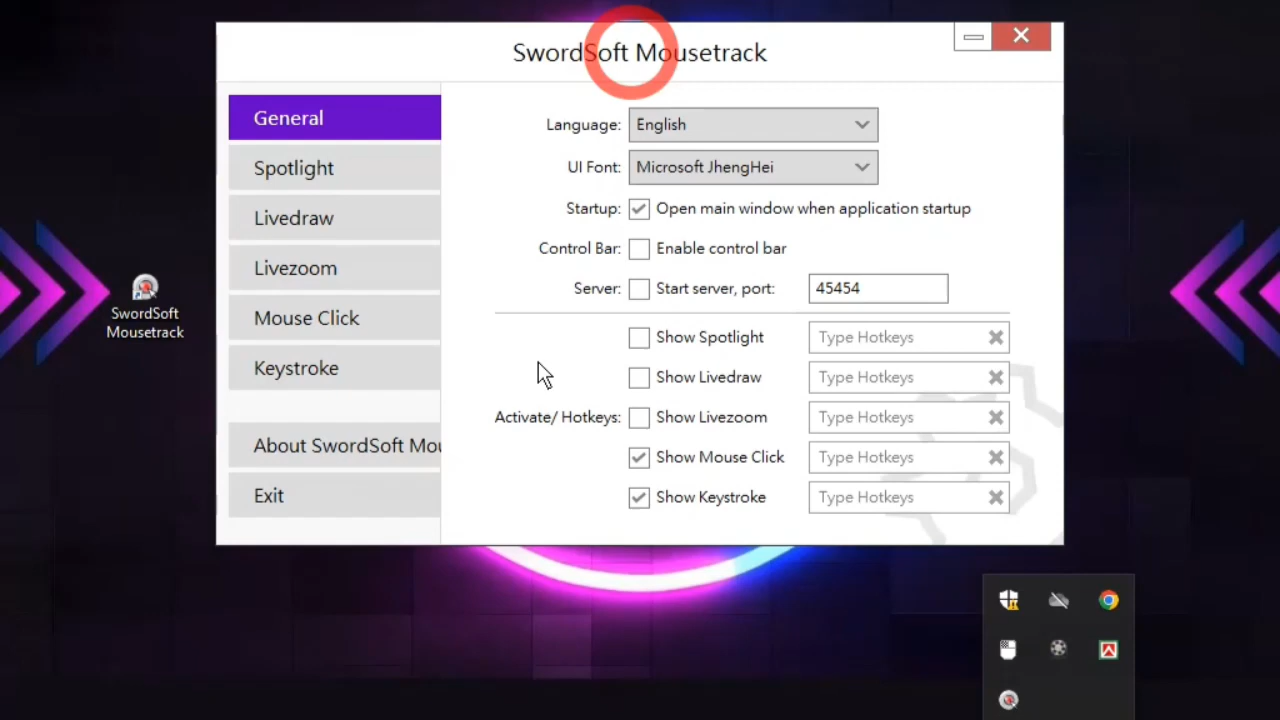 SwordSoft Mousetrack
General
Spotlight
Livedraw
Livezoom
Mouse Click
Keystroke
About SwordSoft Mou
Exit
Language: English
UI Font: Microsoft JhengHei
Startup: Open main window when application startup
Control Bar: Enable control bar
Server: Start server, port: 45454
Show Spotlight Type Hotkeys
Show Livedraw Type Hotkeys
Activate/ Hotkeys: Show Livezoom Type Hotkeys
Show Mouse Click Type Hotkeys
Show Keystroke Type Hotkeys
SwordSoft
Mousetrack